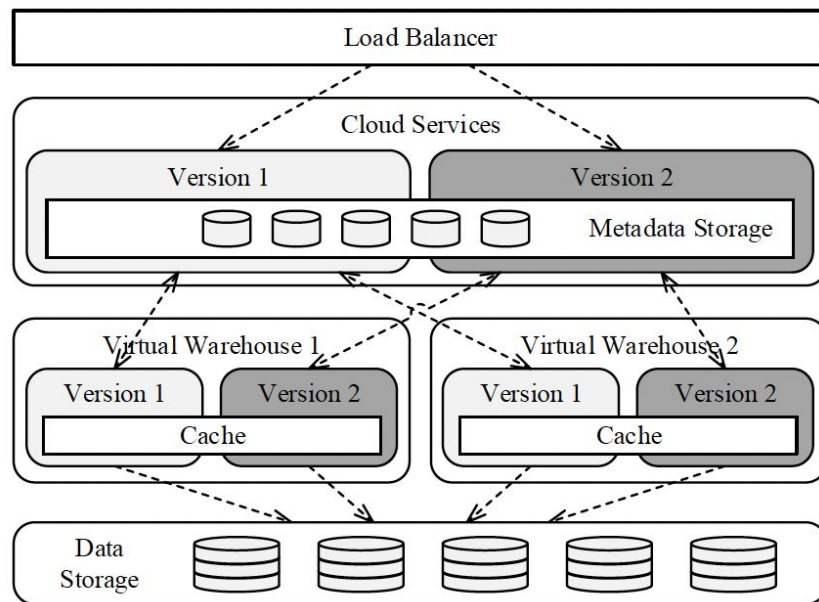 Load Balancer
Cloud Services
Version 1
Version 2
Metadata Storage
Virtual Warehouse 1
Virtual Warehouse 2
Version 1
Version 2
Version 1
Version 2
Cache
Cache
Data
Storage